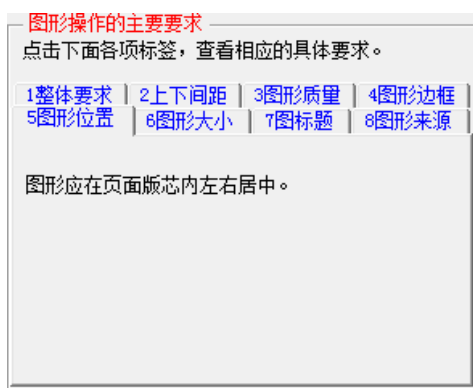 图形操作的主要要求
点击下面各项标签，查看相应的具体要求。
1整体要求 2上下间距 3图形质量 4图形边框
5图形位置 6图形大小 7图标题 8图形来源
图形应在页面版芯内左右居中。